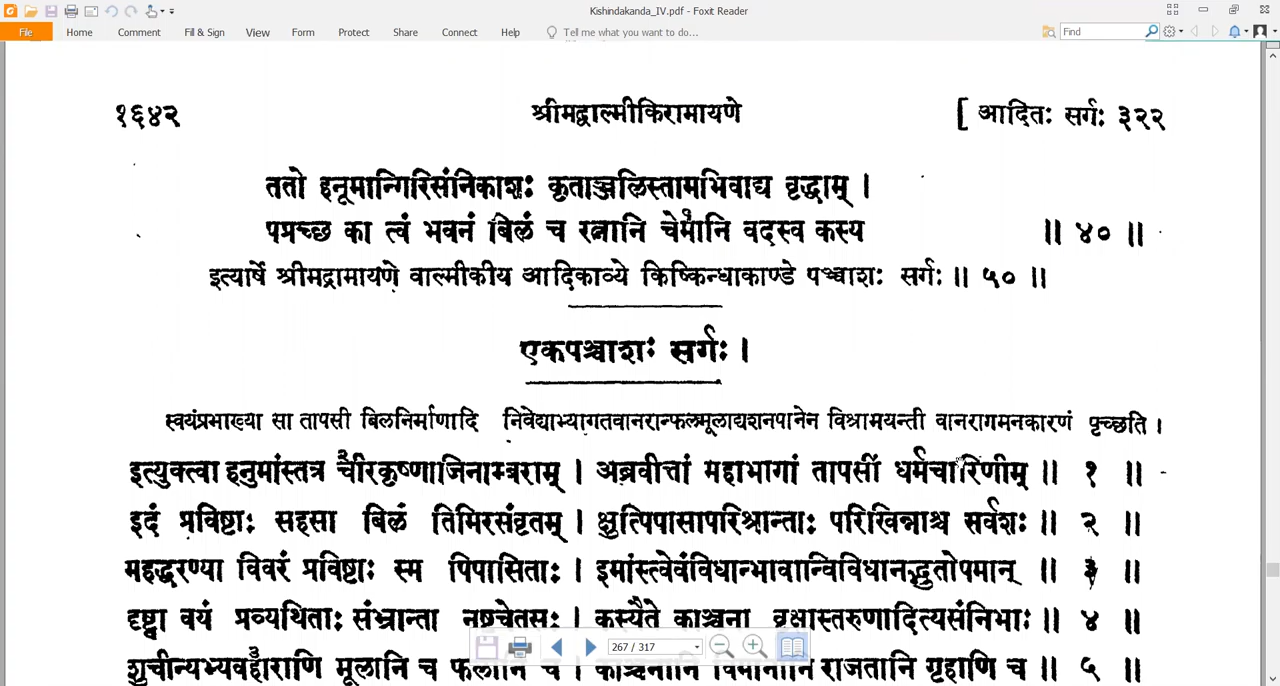 Kishindakanda_IV.pdf - Foxit Reader
File Home Comment Fill & Sign View Form Protect Share Connect Help Tell me what you want to do... Find
१६४२ श्रीमद्वाल्मीकिरामायणे [ आदितः सर्गः ३२२
ततो हनूमान्गिरिसंनिकाशः कृताञ्जलिस्तामभिवाद्य वृद्धाम् ।
पप्रच्छ का त्वं भवनं बिलं च रत्नानि चेमानि वदस्व कस्य ॥ ४० ॥
इत्यार्षे श्रीमद्रामायणे वाल्मीकीय आदिकाव्ये किष्किन्धाकाण्डे पञ्चाशः सर्गः ॥ ५० ॥
एकपञ्चाशः सर्गः ।
स्वयंप्रभाख्या सा तापसी बिलनिर्माणादि निवेद्याभ्यागतवानरान्फलमूलाद्यशनपानेन विश्रामयन्ती वानरागमनकारणं पृच्छति ।
इत्युक्त्वा हनुमांस्तत्र चीरकृष्णाजिनाम्बराम् । अब्रवीत्तां महाभागां तापसीं धर्मचारिणीम् ॥ १ ॥
इदं प्रविष्टाः सहसा बिलं तिमिरसंवृतम् । क्षुत्पिपासापरिश्रान्ताः परिखिन्नाश्च सर्वशः ॥ २ ॥
महद्धरण्या विवरं प्रविष्टाः स्म पिपासिताः । इमांस्त्वेवंविधान्भावान्विविधानद्भुतोपमान् ॥ ३ ॥
दृष्ट्वा वयं प्रव्यथिताः संभ्रान्ता नष्टचेतसः । कस्यैते काञ्चना वृक्षास्तरुणादित्यसंनिभाः ॥ ४ ॥
शुचीन्यभ्यवहाराणि मूलानि च फलानि च । काञ्चनानि विमानानि राजतानि गृहाणि च ॥ ५ ॥
267 / 317